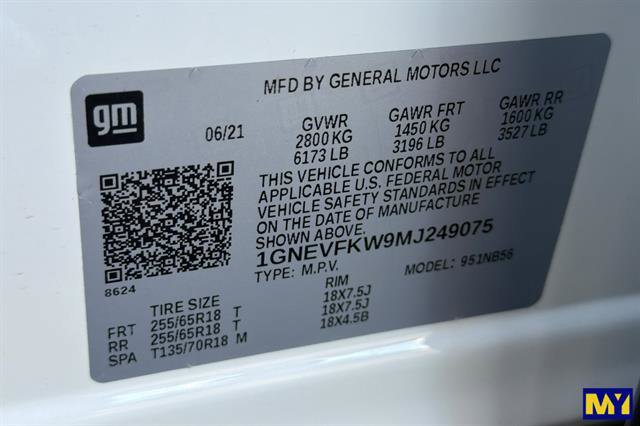 MFD BY GENERAL MOTORS LLC
gm
06/21 GVWR GAWR FRT GAWR RR
2800 KG 1450 KG 1600 KG
6173 LB 3196 LB 3527 LB
THIS VEHICLE CONFORMS TO ALL
APPLICABLE U.S. FEDERAL MOTOR
VEHICLE SAFETY STANDARDS IN EFFECT
ON THE DATE OF MANUFACTURE
1GNEVFKW9MJ249075
TYPE: M.P.V. MODEL: 951NB56
8624
TIRE SIZE RIM
FRT 255/65R18 T 18X7.5J
RR 255/65R18 T 18X7.5J
SPA T135/70R18 M 18X4.5B
MY